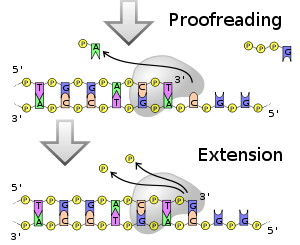 Proofreading
P A P P P G
5' 3'
P P P P P P
T G G A C T
A C C T G A C G G
P P P P P P P P P P
3' 5'
Extension
P
P
5' 3'
P P P P P P P
T G G A C T G
A C C T G A C G G
P P P P P P P P P P
3' 5'